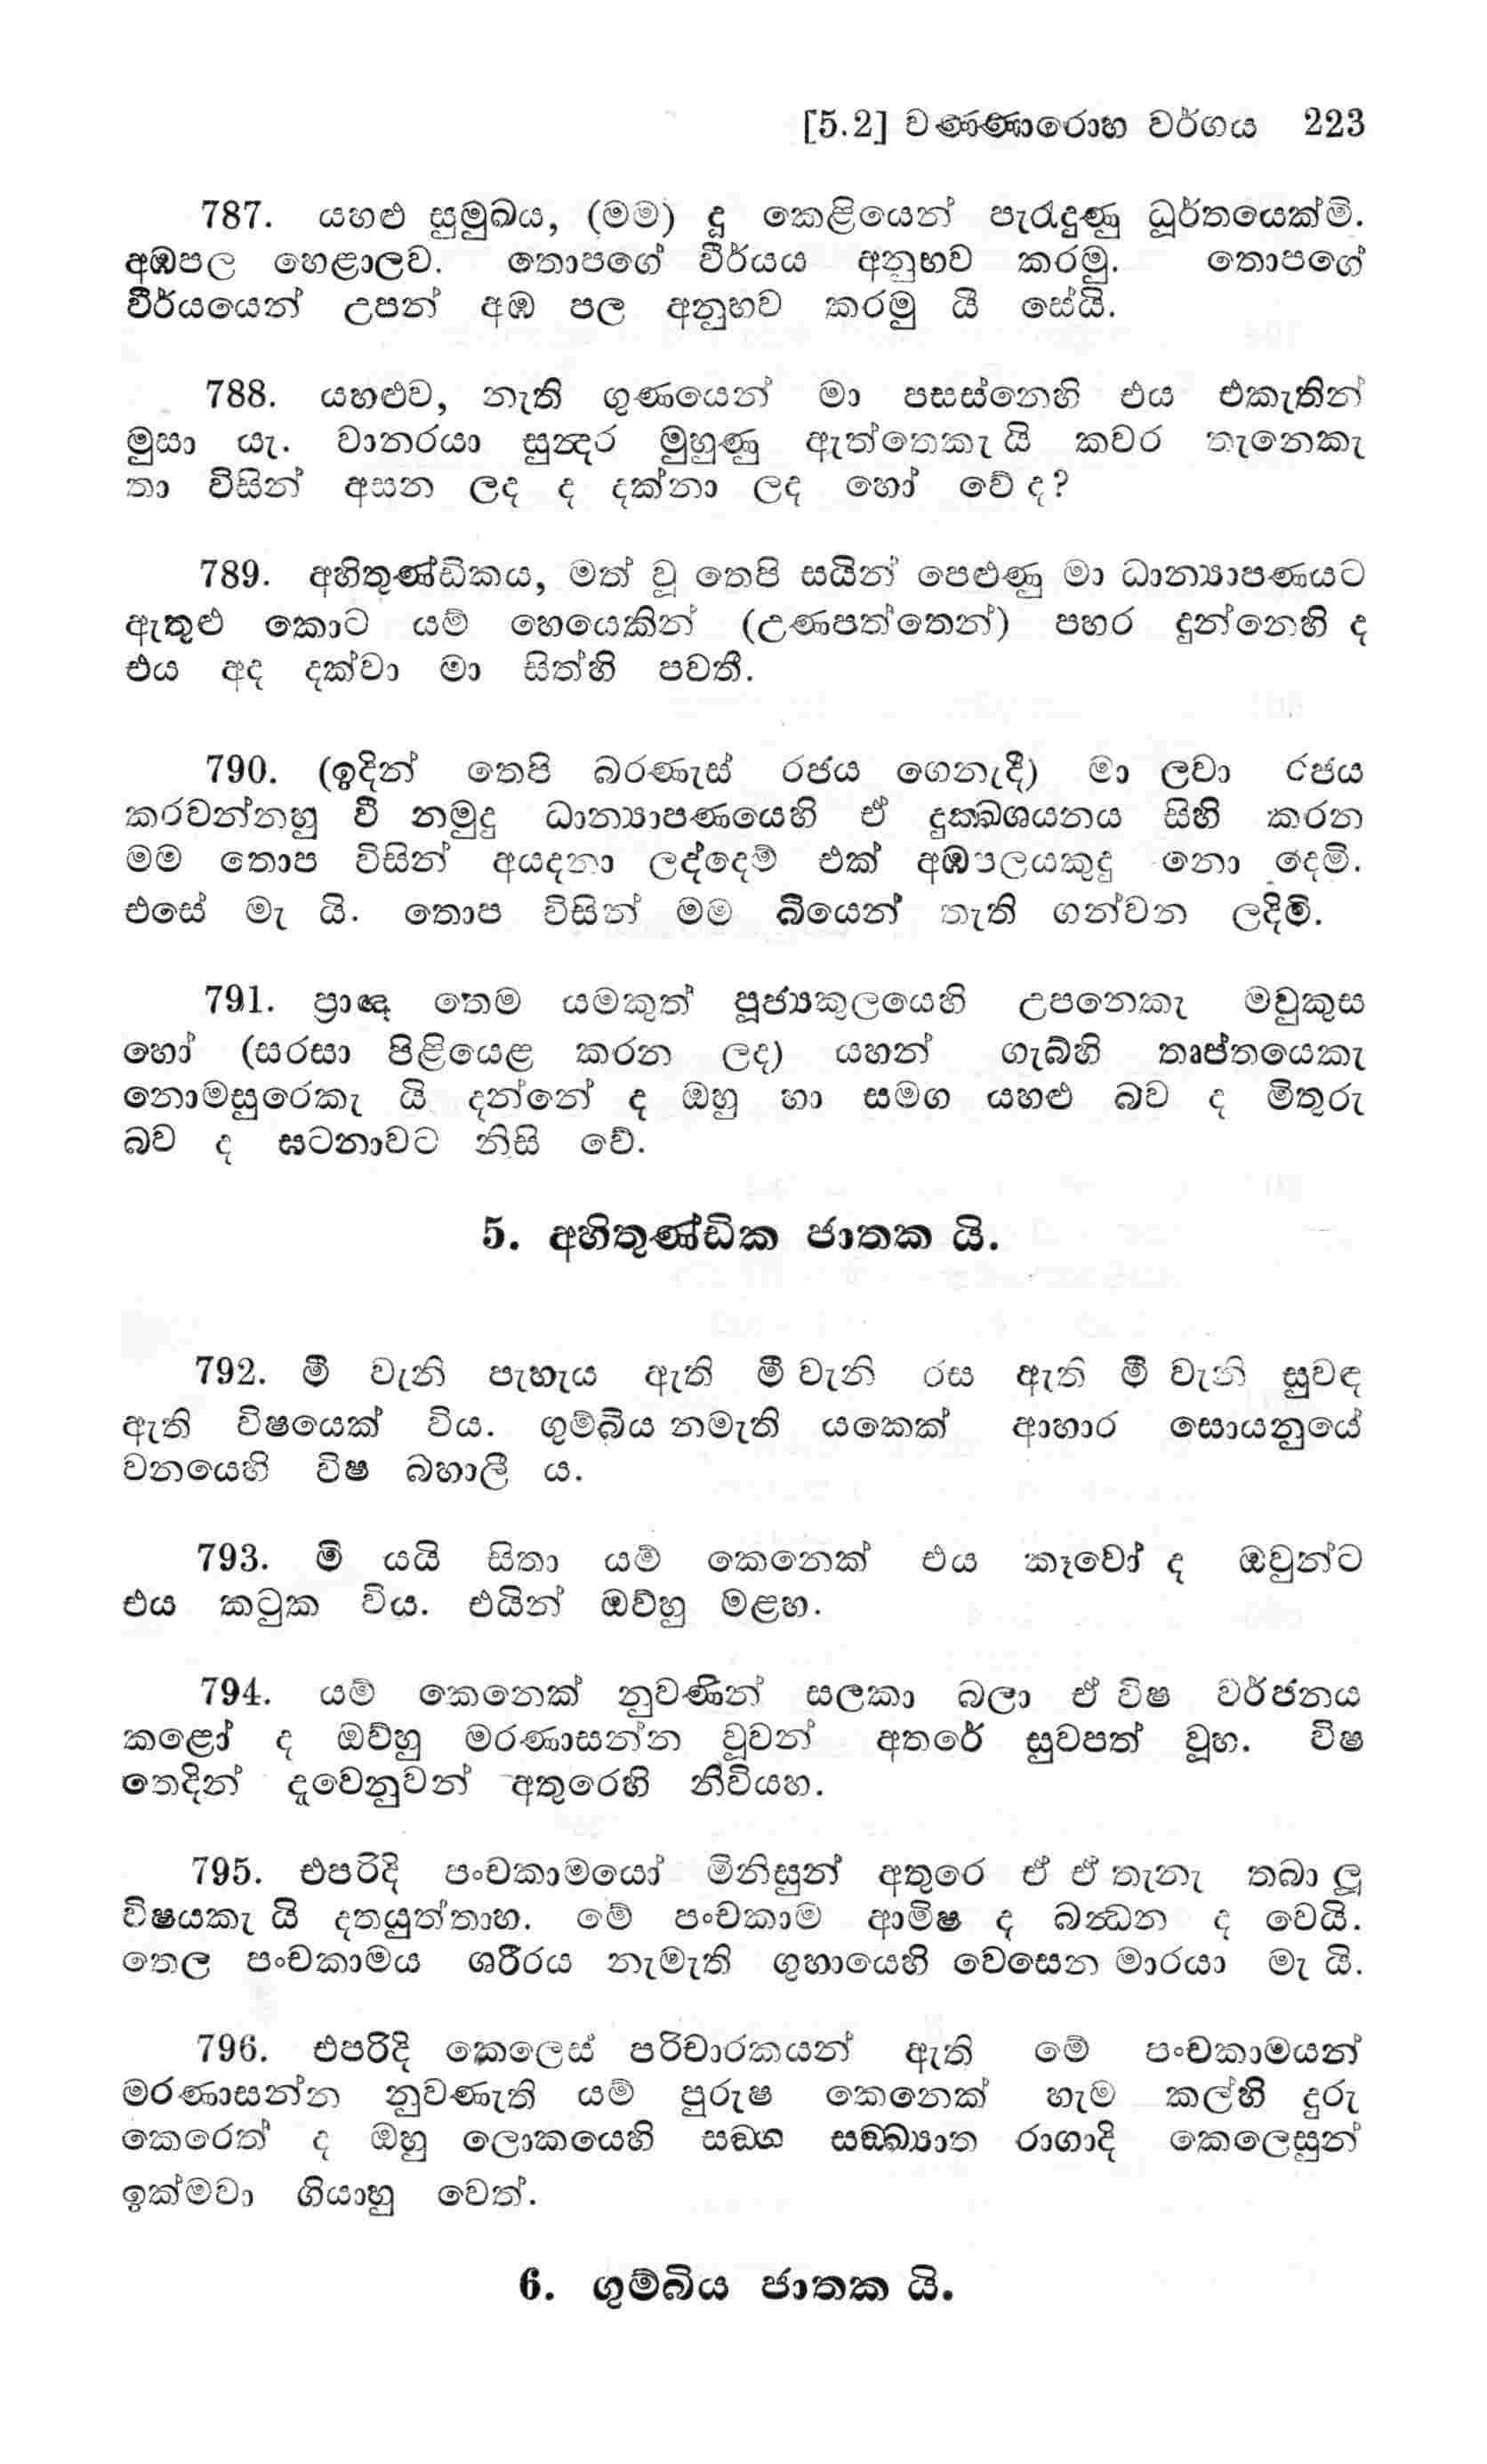 [5.2] වණ්ණාරොහ වර්ගය 223
787. යහළු සුමුඛය, (මම) දූ කෙළියෙන් පැරැදුණු ධූර්තයෙක්මි.
අඹපල හෙළාලව. තොපගේ වීර්යය අනුභව කරමු. තොපගේ
වීර්යයෙන් උපන් අඹ පල අනුභව කරමු යි සේයි.
788. යහළුව, නැති ගුණයෙන් මා පසස්නෙහි එය එකැතින්
මුසා යැ. වානරයා සුන්‍දර මුහුණු ඇත්තෙකැ යි කවර තැනෙකැ
තා විසින් අසන ලද ද දක්නා ලද හෝ වේ ද?
789. අහිතුණ්ඩිකය, මත් වූ තෙපි සයින් පෙළුණු මා ධාන්‍යාපණයට
ඇතුළු කොට යම් හෙයෙකින් (උණපත්තෙන්) පහර දුන්නෙහි ද
එය අද දක්වා මා සිත්හි පවතී.
790. (ඉදින් තෙපි බරණැස් රජය ගෙනැදී) මා ලවා රජය
කරවන්නහු වී නමුදු ධාන්‍යාපණයෙහි ඒ දුක්ඛශයනය සිහි කරන
මම තොප විසින් අයදනා ලද්දෙම් එක් අඹපලයකුදු නො දෙමි.
එසේ මැ යි. තොප විසින් මම බියෙන් තැති ගන්වන ලදිමි.
791. ප්‍රාඥ තෙම යමකුත් පූජ්‍යකුලයෙහි උපනෙකැ මවුකුස
හෝ (සරසා පිළියෙළ කරන ලද) යහන් ගැබ්හි තෘප්තයෙකැ
නොමසුරෙකැ යි දන්නේ ද ඔහු හා සමග යහළු බව ද මිතුරු
බව ද ඝටනාවට නිසි වේ.
5. අහිතුණ්ඩික ජාතක යි.
792. මී වැනි පැහැය ඇති මී වැනි රස ඇති මී වැනි සුවඳ
ඇති විෂයෙක් විය. ගුම්බිය නමැති යකෙක් ආහාර සොයනුයේ
වනයෙහි විෂ බහාලී ය.
793. මී යයි සිතා යම් කෙනෙක් එය කෑවෝ ද ඔවුන්ට
එය කටුක විය. එයින් ඔව්හු මළහ.
794. යම් කෙනෙක් නුවණින් සලකා බලා ඒ විෂ වර්ජනය
කළෝ ද ඔව්හු මරණාසන්න වූවන් අතරේ සුවපත් වූහ. විෂ
තෙදින් දැවෙනුවන් අතුරෙහි නිවියහ.
795. එපරිදි පංචකාමයෝ මිනිසුන් අතුරෙ ඒ ඒ තැනැ තබා ලූ
විෂයකැ යි දතයුත්තාහ. මේ පංචකාම ආමිෂ ද බන්‍ධන ද වෙයි.
තෙල පංචකාමය ශරීරය නැමැති ගුහායෙහි වෙසෙන මාරයා මැ යි.
796. එපරිදි කෙලෙස් පරිචාරකයන් ඇති මේ පංචකාමයන්
මරණාසන්න නුවණැති යම් පුරුෂ කෙනෙක් හැම කල්හි දුරු
කෙරෙත් ද ඔහු ලොකයෙහි සඞ්ග සඞ්ඛ්‍යාත රාගාදි කෙලෙසුන්
ඉක්මවා ගියාහු වෙත්.
6. ගුම්බිය ජාතක යි.